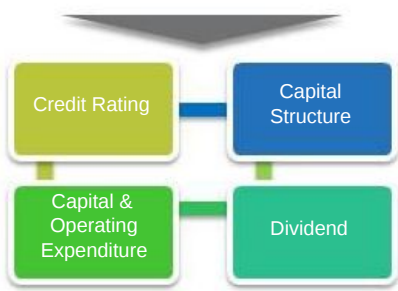 Credit Rating
Capital
Structure
Capital &
Operating
Expenditure
Dividend